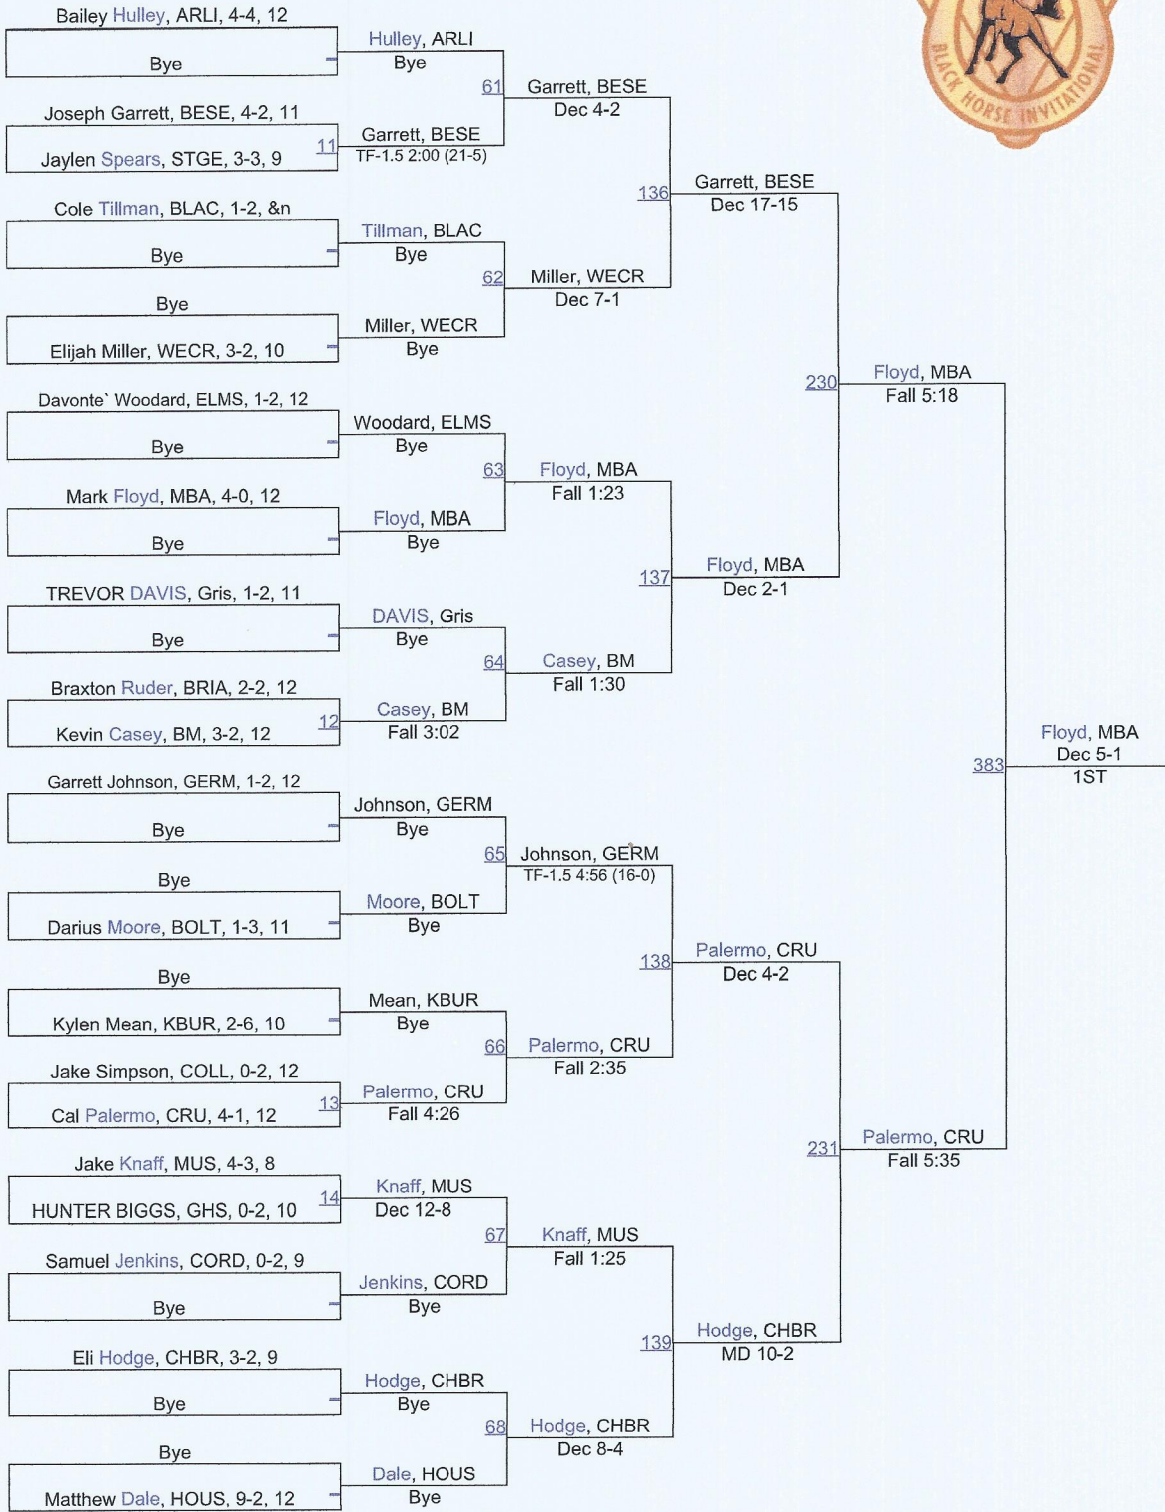 Bailey Hulley, ARLI, 4-4, 12
Bye
Hulley, ARLI
Bye
61
Garrett, BESE
Dec 4-2
Joseph Garrett, BESE, 4-2, 11
Jaylen Spears, STGE, 3-3, 9
11
Garrett, BESE
TF-1.5 2:00 (21-5)
136
Garrett, BESE
Dec 17-15
Cole Tillman, BLAC, 1-2, &n
Bye
Tillman, BLAC
Bye
62
Miller, WECR
Dec 7-1
Bye
Elijah Miller, WECR, 3-2, 10
Miller, WECR
Bye
230
Floyd, MBA
Fall 5:18
Davonte` Woodard, ELMS, 1-2, 12
Bye
Woodard, ELMS
Bye
63
Floyd, MBA
Fall 1:23
Mark Floyd, MBA, 4-0, 12
Bye
Floyd, MBA
Bye
137
Floyd, MBA
Dec 2-1
TREVOR DAVIS, Gris, 1-2, 11
Bye
DAVIS, Gris
Bye
64
Casey, BM
Fall 1:30
Braxton Ruder, BRIA, 2-2, 12
Kevin Casey, BM, 3-2, 12
12
Casey, BM
Fall 3:02
383
Floyd, MBA
Dec 5-1
1ST
Garrett Johnson, GERM, 1-2, 12
Bye
Johnson, GERM
Bye
65
Johnson, GERM
TF-1.5 4:56 (16-0)
Bye
Darius Moore, BOLT, 1-3, 11
Moore, BOLT
Bye
138
Palermo, CRU
Dec 4-2
Bye
Kylen Mean, KBUR, 2-6, 10
Mean, KBUR
Bye
66
Palermo, CRU
Fall 2:35
Jake Simpson, COLL, 0-2, 12
Cal Palermo, CRU, 4-1, 12
13
Palermo, CRU
Fall 4:26
231
Palermo, CRU
Fall 5:35
Jake Knaff, MUS, 4-3, 8
HUNTER BIGGS, GHS, 0-2, 10
14
Knaff, MUS
Dec 12-8
67
Knaff, MUS
Fall 1:25
Samuel Jenkins, CORD, 0-2, 9
Bye
Jenkins, CORD
Bye
139
Hodge, CHBR
MD 10-2
Eli Hodge, CHBR, 3-2, 9
Bye
Hodge, CHBR
Bye
68
Hodge, CHBR
Dec 8-4
Bye
Matthew Dale, HOUS, 9-2, 12
Dale, HOUS
Bye
BLACK HORSE INVITATIONAL